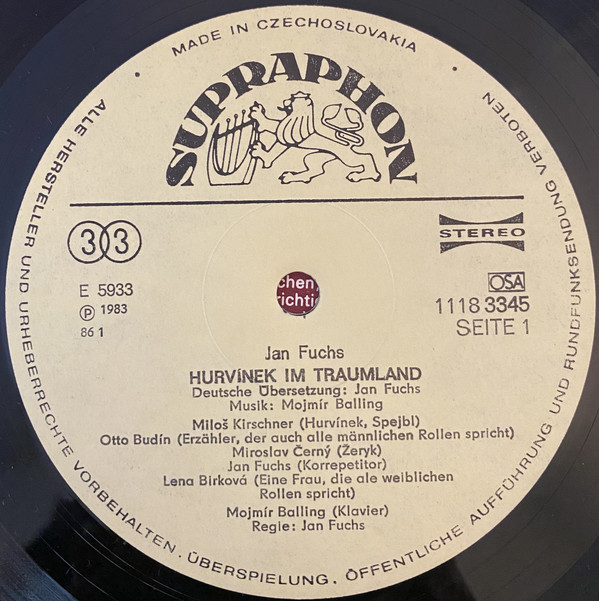 MADE IN CZECHOSLOVAKIA
SUPRAPHON
33
STEREO
E 5933
Ⓟ 1983
86 1
OSA
1118 3345
SEITE 1
chen,
richti
Jan Fuchs
HURVÍNEK IM TRAUMLAND
Deutsche Übersetzung: Jan Fuchs
Musik: Mojmír Balling
Miloš Kirschner (Hurvínek, Spejbl)
Otto Budín (Erzähler, der auch alle männlichen Rollen spricht)
Miroslav Černý (Žeryk)
Jan Fuchs (Korrepetitor)
Lena Birková (Eine Frau, die ale weiblichen
Rollen spricht)
Mojmír Balling (Klavier)
Regie: Jan Fuchs
ALLE HERSTELLER UND URHEBERRECHTE VORBEHALTEN. ÜBERSPIELUNG. ÖFFENTLICHE AUFFÜHRUNG UND RUNDFUNKSENDUNG VERBOTEN